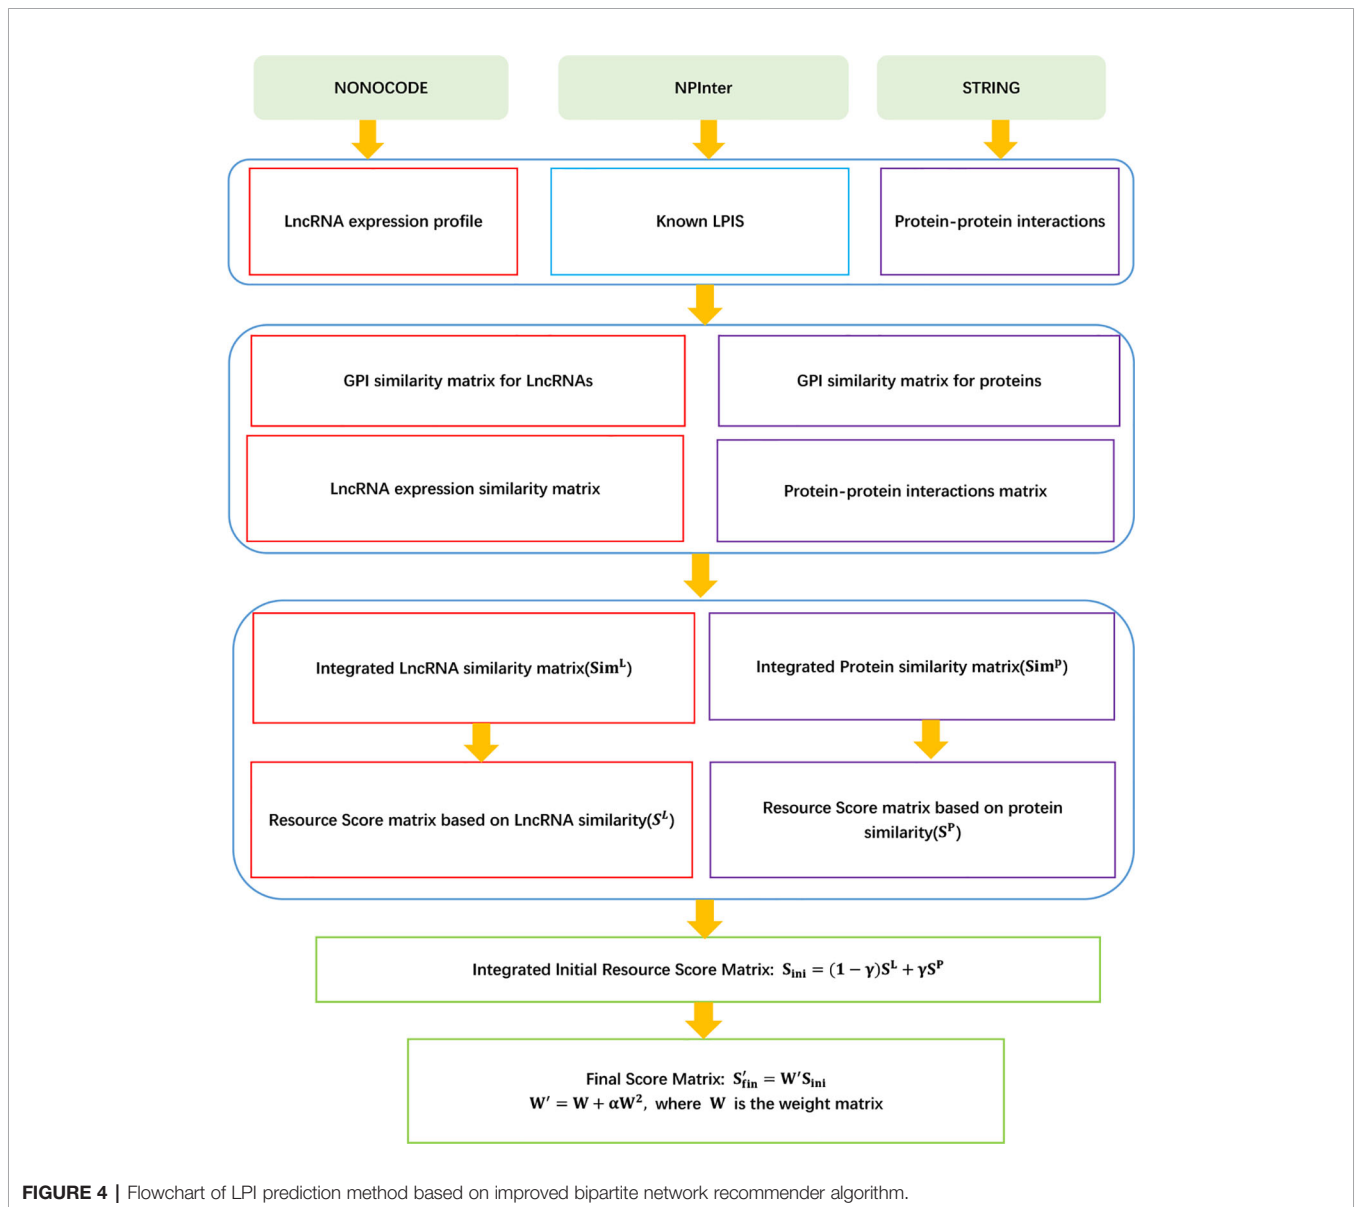 NONOCODE
NPInter
STRING
LncRNA expression profile
Known LPIS
Protein-protein interactions
GPI similarity matrix for LncRNAs
GPI similarity matrix for proteins
LncRNA expression similarity matrix
Protein-protein interactions matrix
Integrated LncRNA similarity matrix(Sim^L)
Integrated Protein similarity matrix(Sim^p)
Resource Score matrix based on LncRNA similarity(S^L)
Resource Score matrix based on protein
similarity(S^P)
Integrated Initial Resource Score Matrix: S_ini = (1 − γ)S^L + γS^P
Final Score Matrix: S′_fin = W′S_ini
W′ = W + αW², where W is the weight matrix
FIGURE 4 | Flowchart of LPI prediction method based on improved bipartite network recommender algorithm.